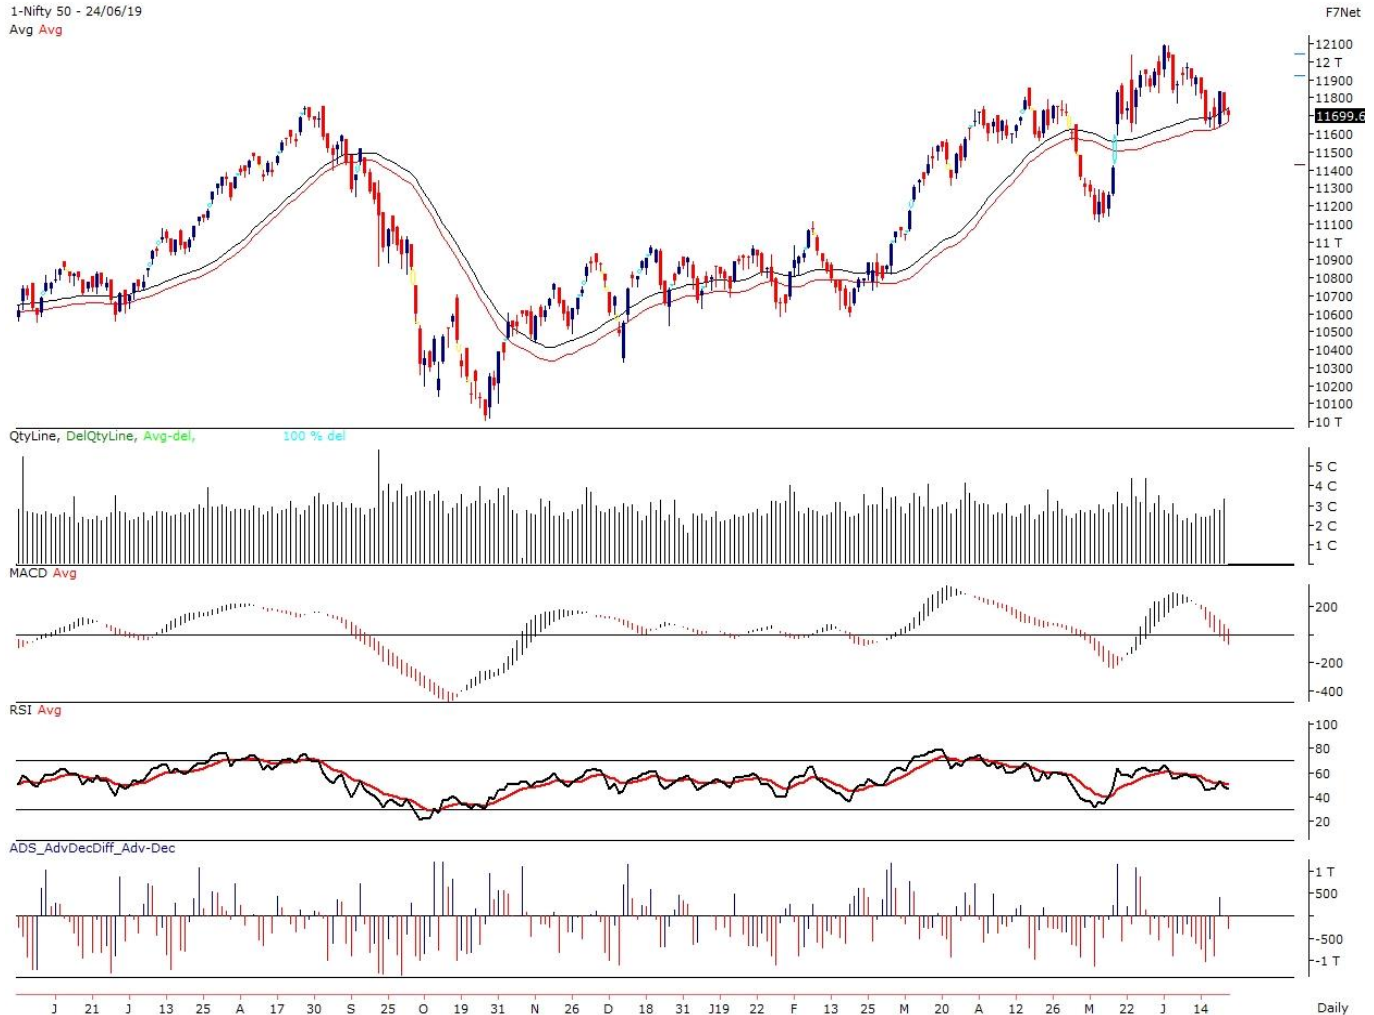 1-Nifty 50 - 24/06/19
F7Net
Avg Avg
12100
12 T
11900
11800
11699.6
11600
11500
11400
11300
11200
11100
11 T
10900
10800
10700
10600
10500
10400
10300
10200
10100
10 T
QtyLine, DelQtyLine, Avg-del, 100 % del
5 C
4 C
3 C
2 C
1 C
MACD Avg
200
-200
-400
RSI Avg
100
80
60
40
20
ADS_AdvDecDiff_Adv-Dec
1 T
500
-500
-1 T
J 21 J 13 25 A 17 30 S 25 O 19 31 N 26 D 18 31 J19 22 F 13 25 M 20 A 12 26 M 22 J 14 Daily